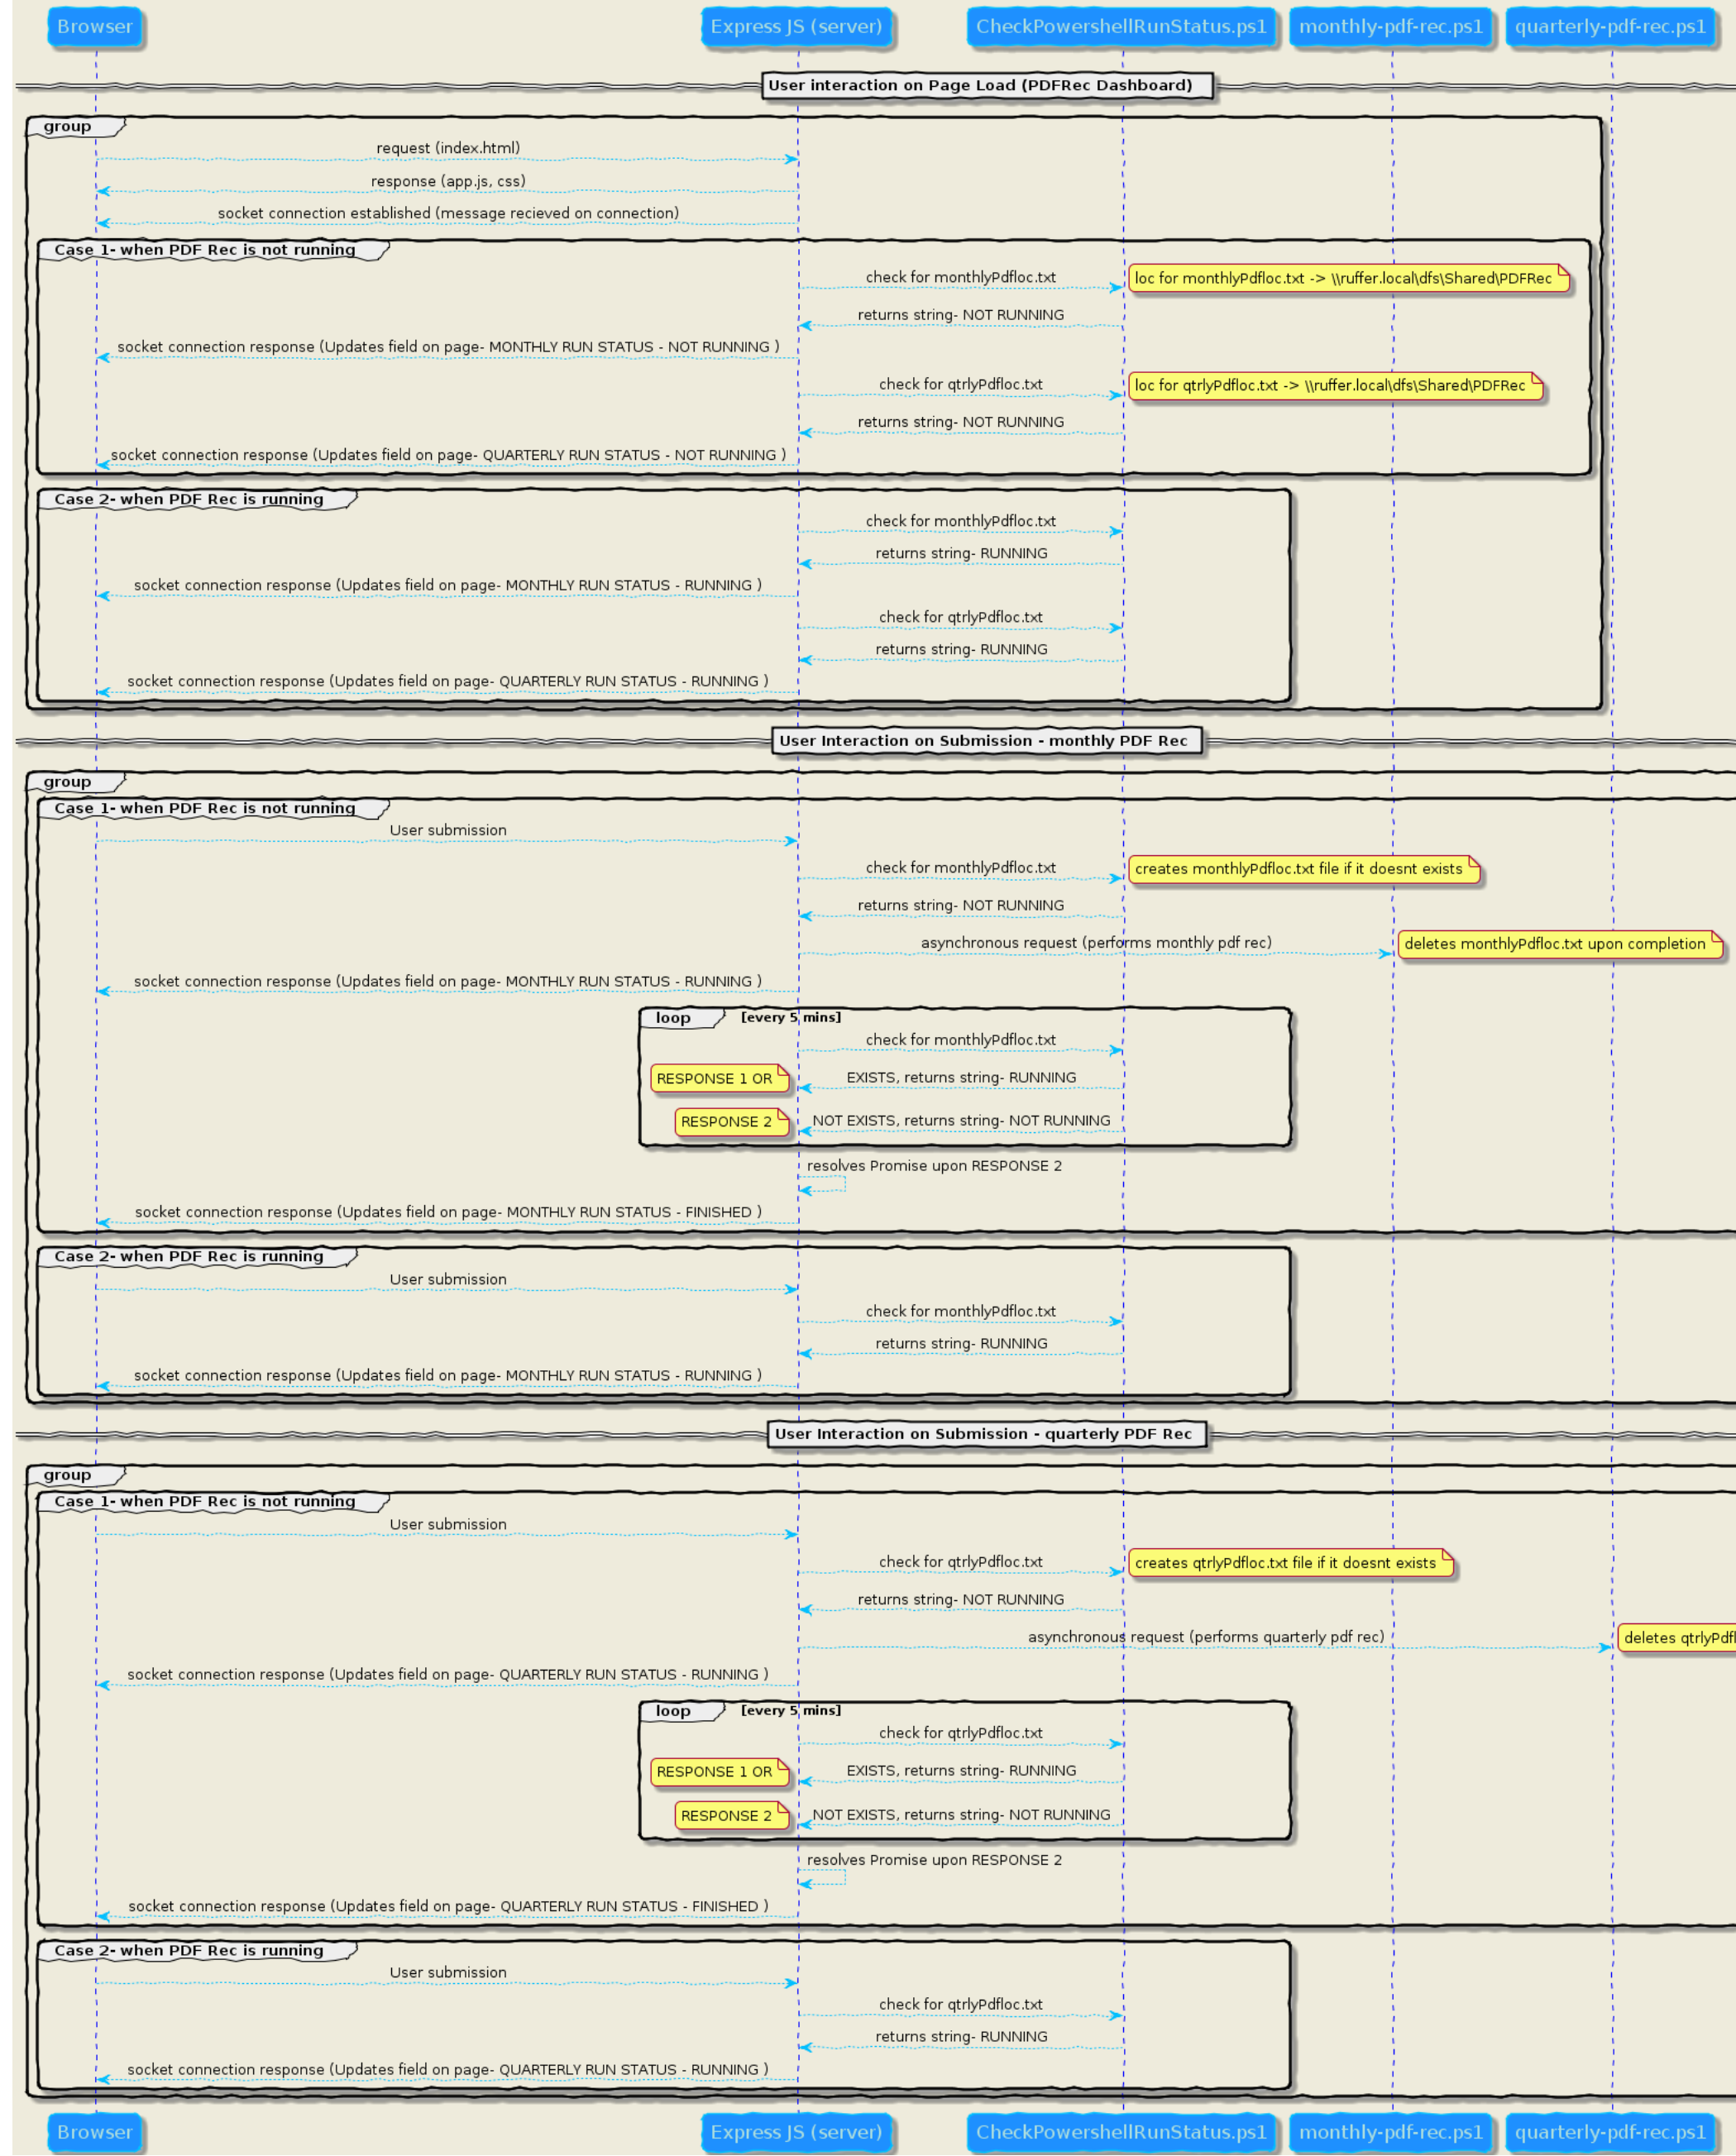 Browser
Express JS (server)
CheckPowershellRunStatus.ps1
monthly-pdf-rec.ps1
quarterly-pdf-rec.ps1
User interaction on Page Load (PDFRec Dashboard)
group
request (index.html)
response (app.js, css)
socket connection established (message recieved on connection)
Case 1- when PDF Rec is not running
check for monthlyPdfloc.txt
loc for monthlyPdfloc.txt -> \\ruffer.local\dfs\Shared\PDFRec
returns string- NOT RUNNING
socket connection response (Updates field on page- MONTHLY RUN STATUS - NOT RUNNING )
check for qtrlyPdfloc.txt
loc for qtrlyPdfloc.txt -> \\ruffer.local\dfs\Shared\PDFRec
returns string- NOT RUNNING
socket connection response (Updates field on page- QUARTERLY RUN STATUS - NOT RUNNING )
Case 2- when PDF Rec is running
check for monthlyPdfloc.txt
returns string- RUNNING
socket connection response (Updates field on page- MONTHLY RUN STATUS - RUNNING )
check for qtrlyPdfloc.txt
returns string- RUNNING
socket connection response (Updates field on page- QUARTERLY RUN STATUS - RUNNING )
User Interaction on Submission - monthly PDF Rec
group
Case 1- when PDF Rec is not running
User submission
check for monthlyPdfloc.txt
creates monthlyPdfloc.txt file if it doesnt exists
returns string- NOT RUNNING
asynchronous request (performs monthly pdf rec)
deletes monthlyPdfloc.txt upon completion
socket connection response (Updates field on page- MONTHLY RUN STATUS - RUNNING )
loop [every 5 mins]
check for monthlyPdfloc.txt
RESPONSE 1 OR
EXISTS, returns string- RUNNING
RESPONSE 2
NOT EXISTS, returns string- NOT RUNNING
resolves Promise upon RESPONSE 2
socket connection response (Updates field on page- MONTHLY RUN STATUS - FINISHED )
Case 2- when PDF Rec is running
User submission
check for monthlyPdfloc.txt
returns string- RUNNING
socket connection response (Updates field on page- MONTHLY RUN STATUS - RUNNING )
User Interaction on Submission - quarterly PDF Rec
group
Case 1- when PDF Rec is not running
User submission
check for qtrlyPdfloc.txt
creates qtrlyPdfloc.txt file if it doesnt exists
returns string- NOT RUNNING
asynchronous request (performs quarterly pdf rec)
deletes
socket connection response (Updates field on page- QUARTERLY RUN STATUS - RUNNING )
loop [every 5 mins]
check for qtrlyPdfloc.txt
RESPONSE 1 OR
EXISTS, returns string- RUNNING
RESPONSE 2
NOT EXISTS, returns string- NOT RUNNING
resolves Promise upon RESPONSE 2
socket connection response (Updates field on page- QUARTERLY RUN STATUS - FINISHED )
Case 2- when PDF Rec is running
User submission
check for qtrlyPdfloc.txt
returns string- RUNNING
socket connection response (Updates field on page- QUARTERLY RUN STATUS - RUNNING )
Browser
Express JS (server)
CheckPowershellRunStatus.ps1
monthly-pdf-rec.ps1
quarterly-pdf-rec.ps1